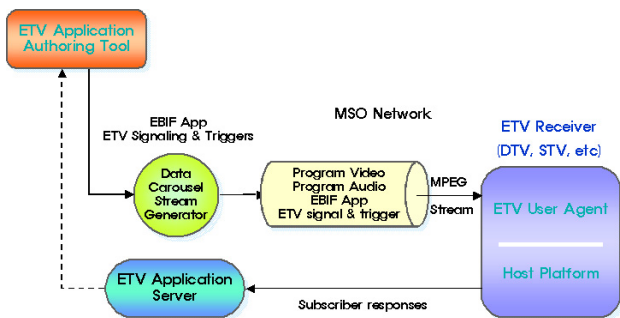 ETV Application
Authoring Tool
EBIF App
ETV Signaling & Triggers
MSO Network
ETV Receiver
(DTV, STV, etc)
Data
Carousel
Stream
Generator
Program Video
Program Audio
EBIF App
ETV signal & trigger
MPEG
Stream
ETV User Agent
Host Platform
ETV Application
Server
Subscriber responses